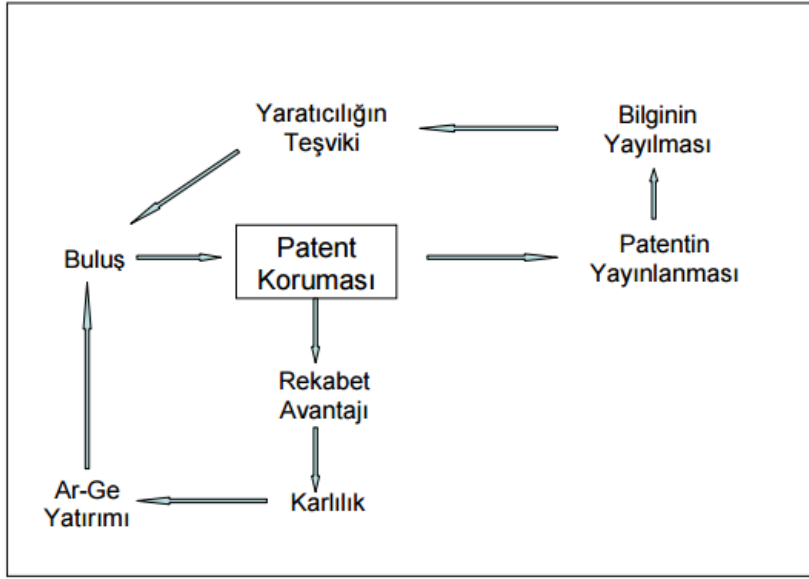 Yaratıcılığın
Teşviki
Bilginin
Yayılması
Buluş
Patent
Koruması
Patentin
Yayınlanması
Rekabet
Avantajı
Ar-Ge
Yatırımı
Karlılık